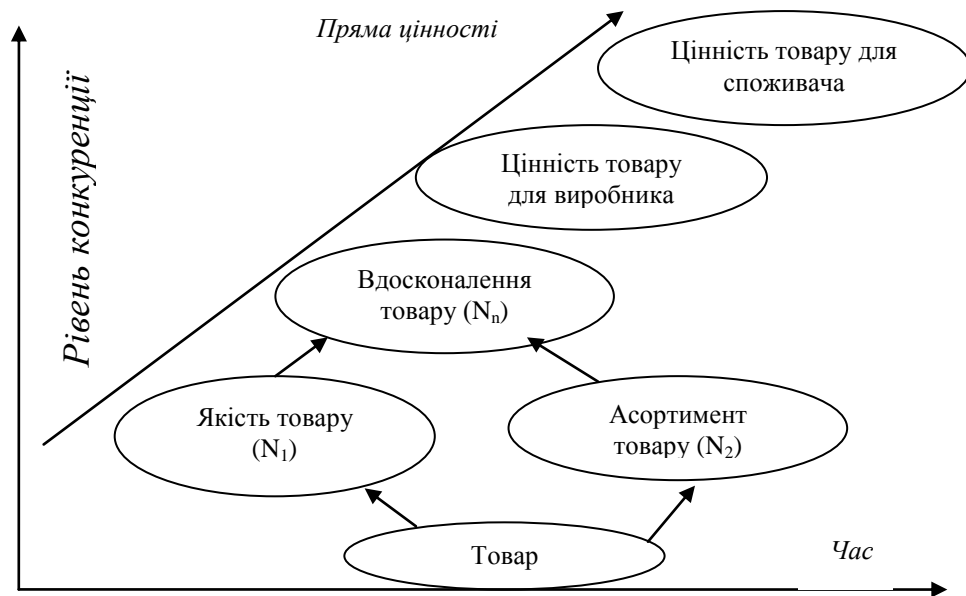 Пряма цінності
Цінність товару для
споживача
Рівень конкуренції
Цінність товару
для виробника
Вдосконалення
товару (Nn)
Якість товару
(N1)
Асортимент
товару (N2)
Товар
Час